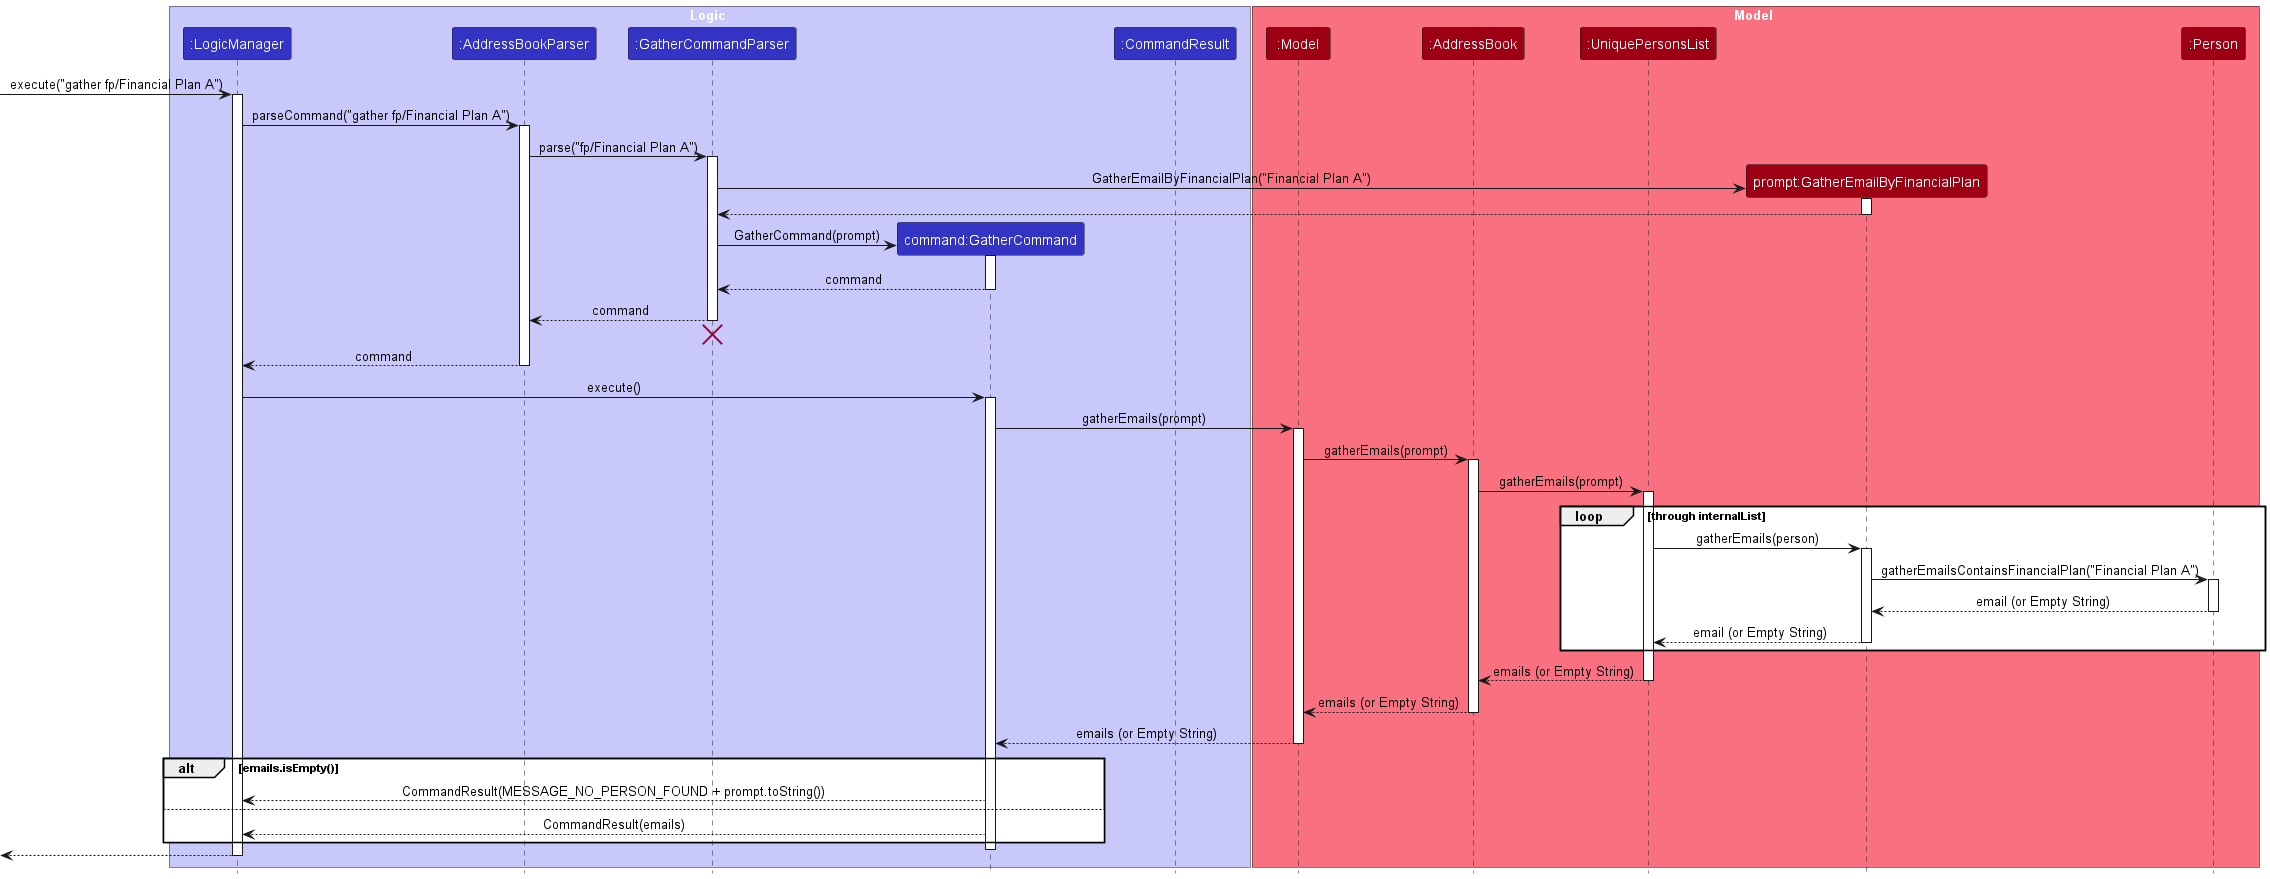 Logic
Model
:LogicManager
:AddressBookParser
:GatherCommandParser
:CommandResult
:Model
:AddressBook
:UniquePersonsList
:Person
execute("gather fp/Financial Plan A")
parseCommand("gather fp/Financial Plan A")
parse("fp/Financial Plan A")
GatherEmailByFinancialPlan("Financial Plan A")
prompt:GatherEmailByFinancialPlan
GatherCommand(prompt)
command:GatherCommand
command
command
command
execute()
gatherEmails(prompt)
gatherEmails(prompt)
gatherEmails(prompt)
loop
[through internalList]
gatherEmails(person)
gatherEmailsContainsFinancialPlan("Financial Plan A")
email (or Empty String)
email (or Empty String)
emails (or Empty String)
emails (or Empty String)
emails (or Empty String)
alt
[emails.isEmpty()]
CommandResult(MESSAGE_NO_PERSON_FOUND + prompt.toString())
CommandResult(emails)